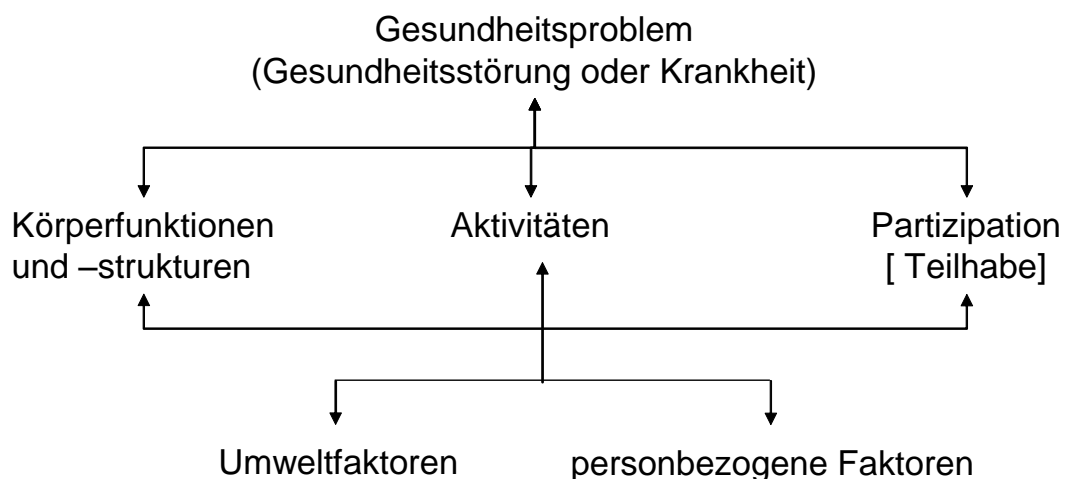 Gesundheitsproblem
(Gesundheitsstörung oder Krankheit)
Körperfunktionen
und –strukturen
Aktivitäten
Partizipation
[ Teilhabe]
Umweltfaktoren
personbezogene Faktoren